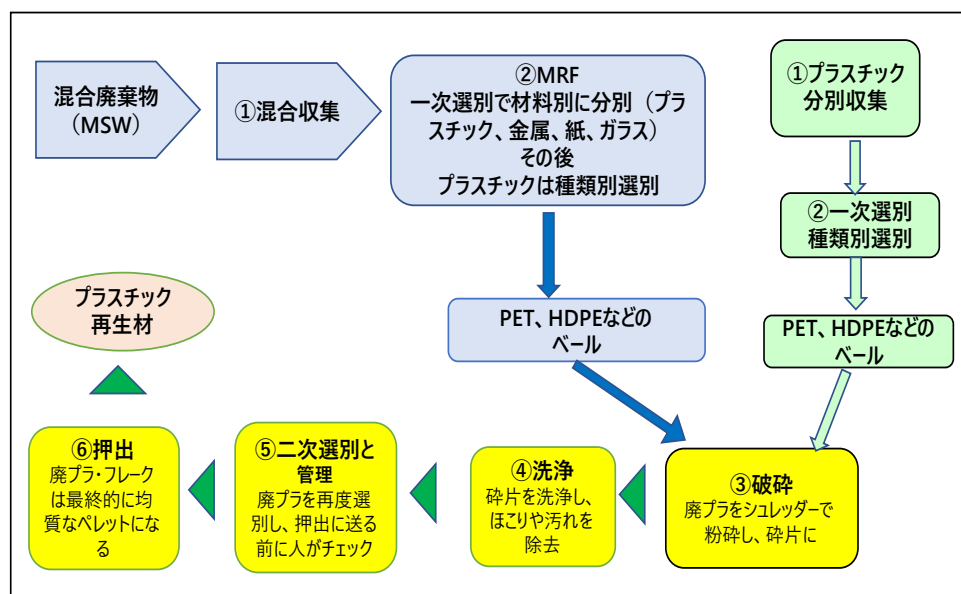 混合廃棄物
（MSW）
①混合収集
②MRF
一次選別で材料別に分別（プラ
スチック、金属、紙、ガラス）
その後
プラスチックは種類別選別
①プラスチック
分別収集
②一次選別
種類別選別
PET、HDPEなどの
ベール
PET、HDPEなどの
ベール
プラスチック
再生材
⑥押出
廃プラ・フレーク
は最終的に均
質なペレットにな
る
⑤二次選別と
管理
廃プラを再度選
別し、押出に送る
前に人がチェック
④洗浄
砕片を洗浄し、
ほこりや汚れを
除去
③破砕
廃プラをシュレッダーで
粉砕し、砕片に